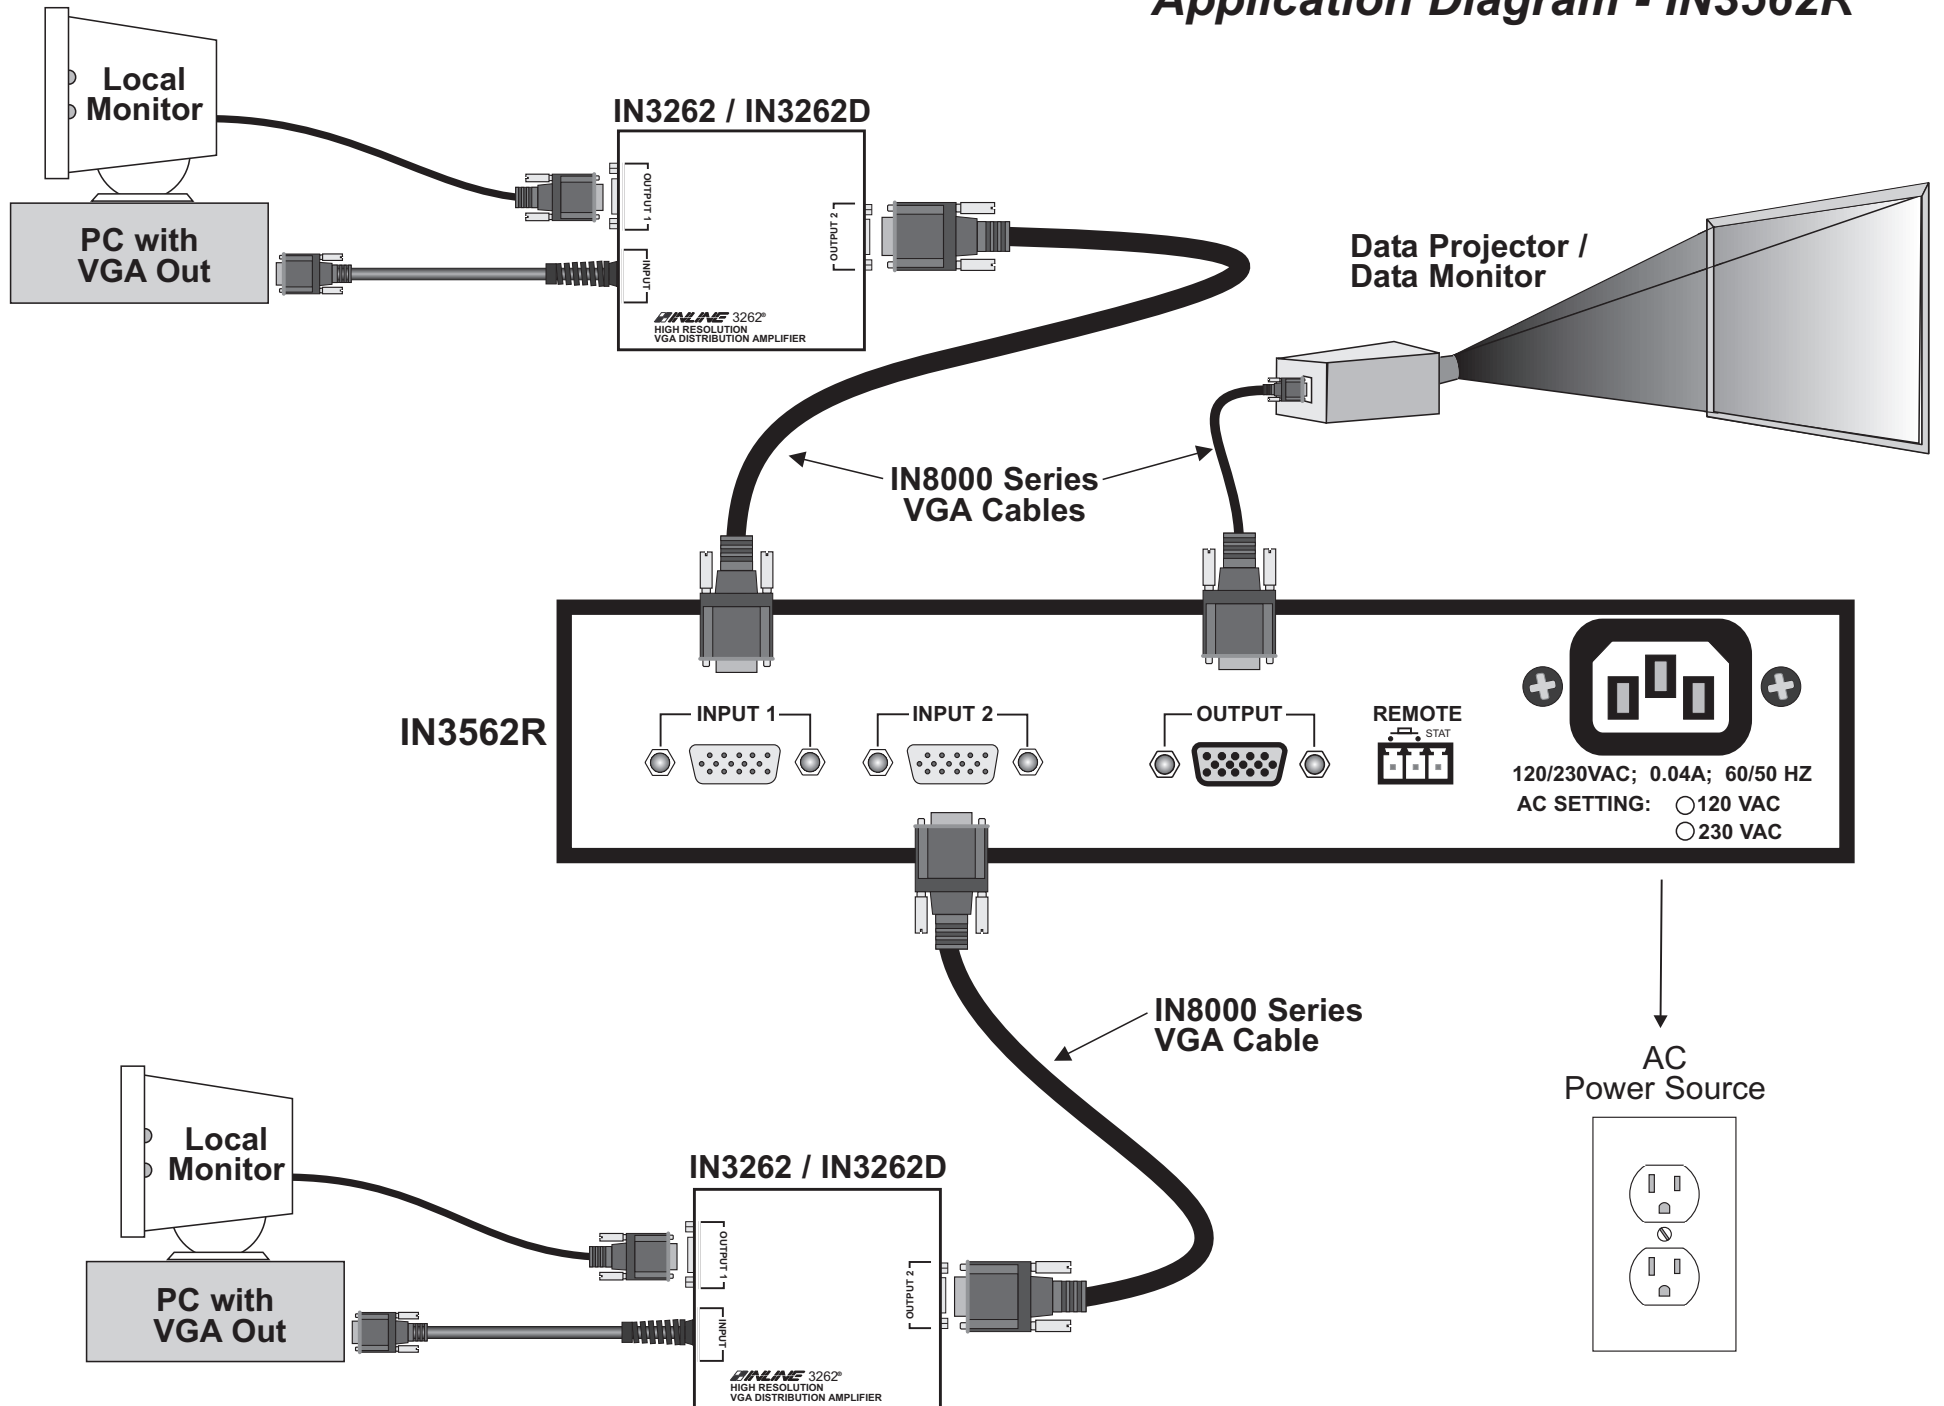 Application Diagram - IN3562R
Local
Monitor
PC with
VGA Out
IN3262 / IN3262D
OUTPUT 1
INPUT
OUTPUT 2
INLINE 3262®
HIGH RESOLUTION
VGA DISTRIBUTION AMPLIFIER
Data Projector /
Data Monitor
IN8000 Series
VGA Cables
IN3562R
INPUT 1
INPUT 2
OUTPUT
REMOTE
STAT
120/230VAC; 0.04A; 60/50 HZ
AC SETTING: 120 VAC
230 VAC
IN8000 Series
VGA Cable
AC
Power Source
Local
Monitor
PC with
VGA Out
IN3262 / IN3262D
OUTPUT 1
INPUT
OUTPUT 2
INLINE 3262®
HIGH RESOLUTION
VGA DISTRIBUTION AMPLIFIER